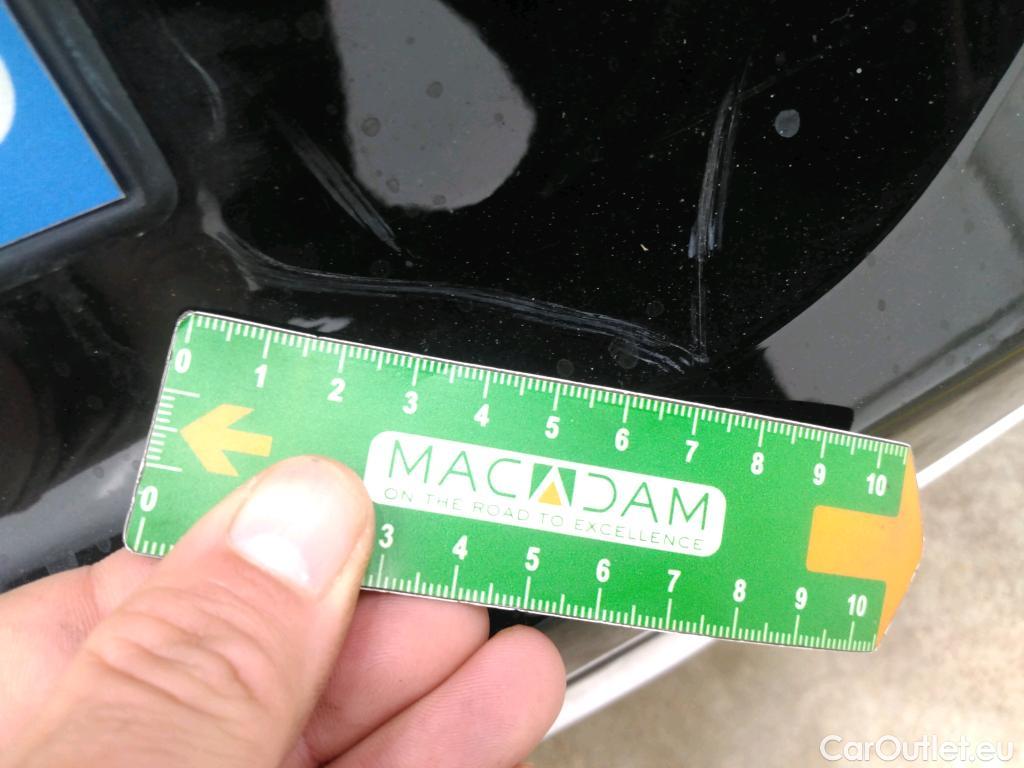 0 1 2 3 4 5 6 7 8 9 10
MACADAM
ON THE ROAD TO EXCELLENCE
0 3 4 5 6 7 8 9 10
CarOutlet.eu